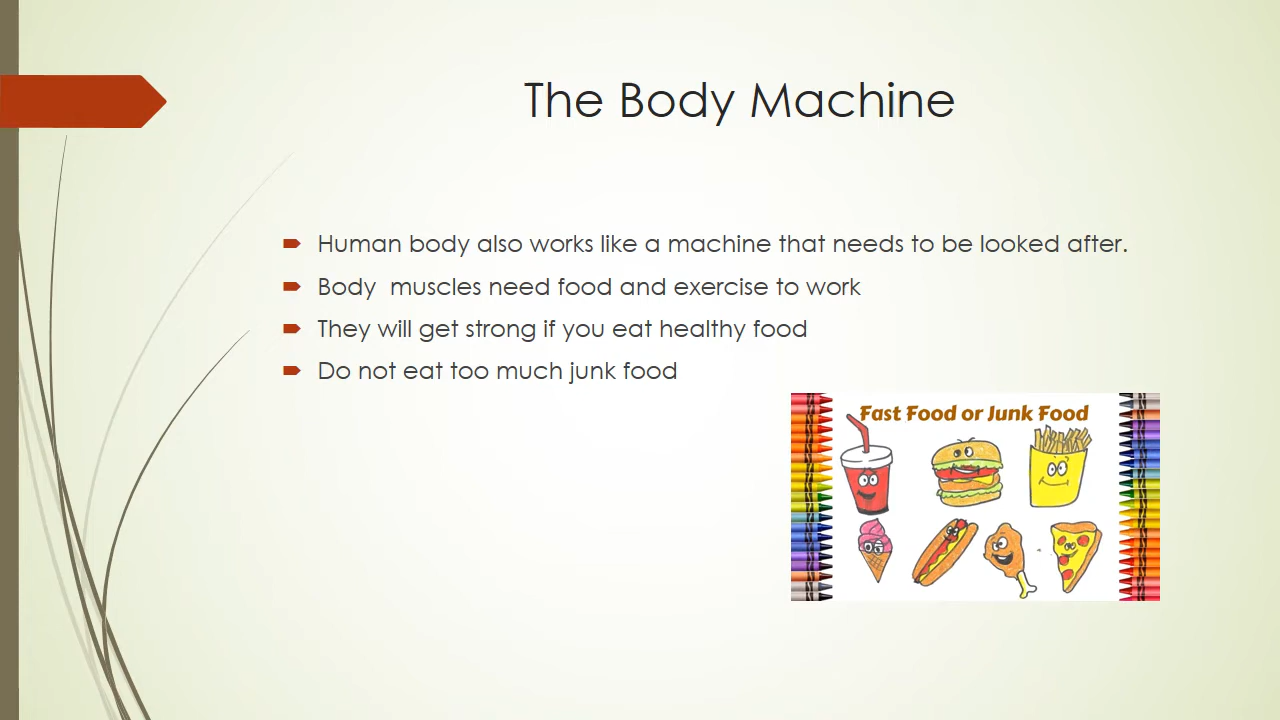 The Body Machine
Human body also works like a machine that needs to be looked after.
Body  muscles need food and exercise to work
They will get strong if you eat healthy food
Do not eat too much junk food
Fast Food or Junk Food